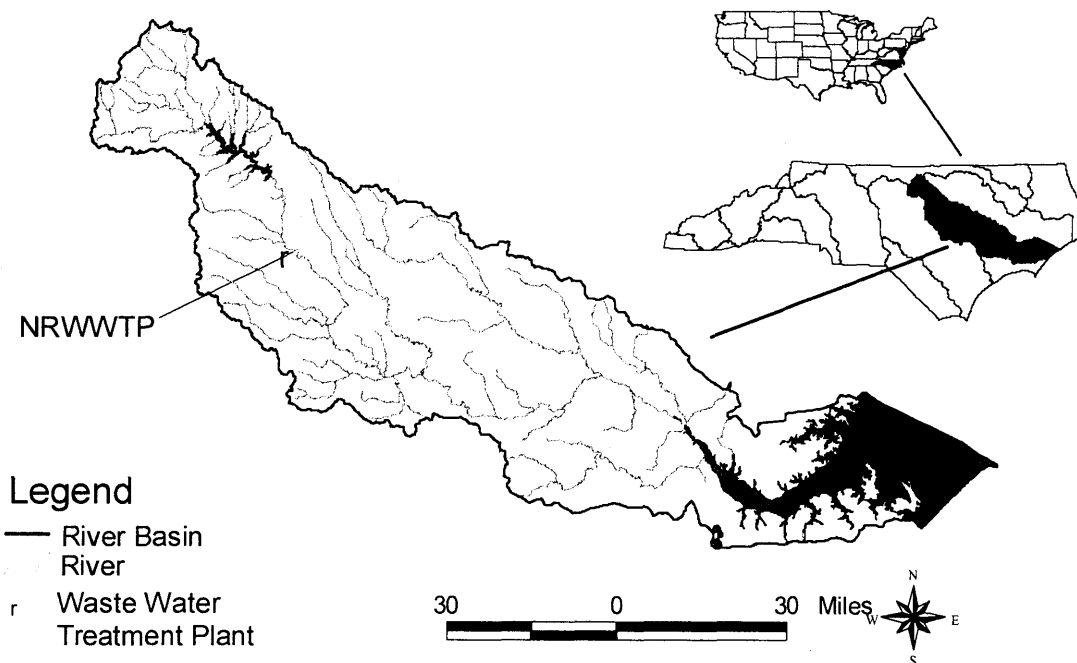 NRWWTP
Legend
River Basin
River
r Waste Water
Treatment Plant
r
30 0 30 Miles
N
W E
S